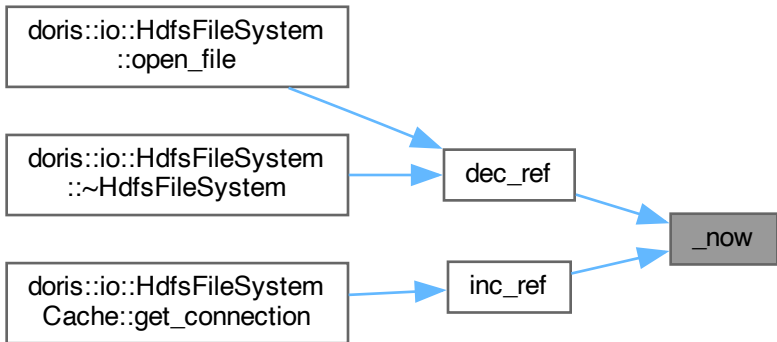 doris::io::HdfsFileSystem
::open_file
doris::io::HdfsFileSystem
::~HdfsFileSystem
dec_ref
_now
doris::io::HdfsFileSystem
Cache::get_connection
inc_ref